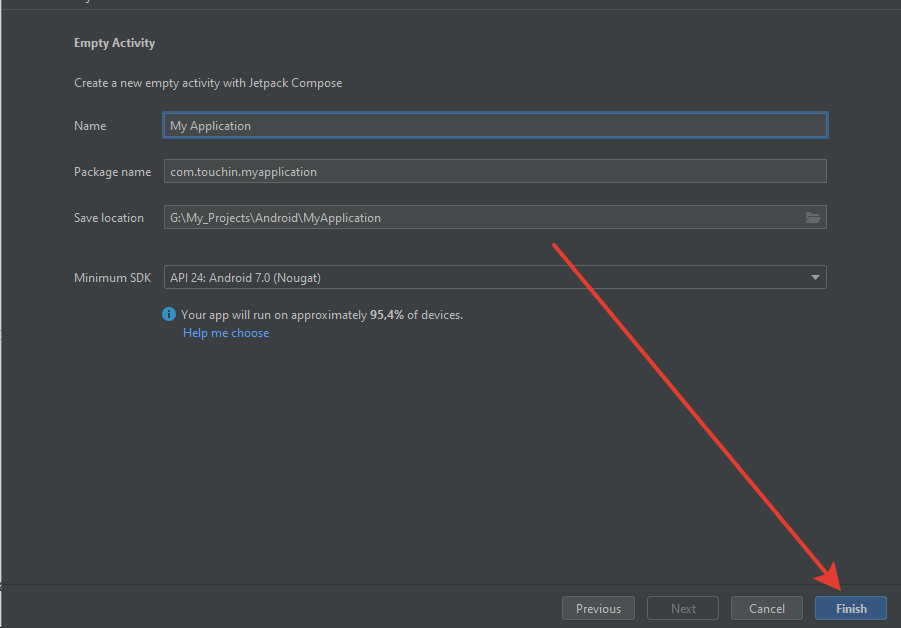 Empty Activity
Create a new empty activity with Jetpack Compose
Name My Application
Package name com.touchin.myapplication
Save location G:\My_Projects\Android\MyApplication
Minimum SDK API 24: Android 7.0 (Nougat)
Your app will run on approximately 95,4% of devices.
Help me choose
Previous Next Cancel Finish